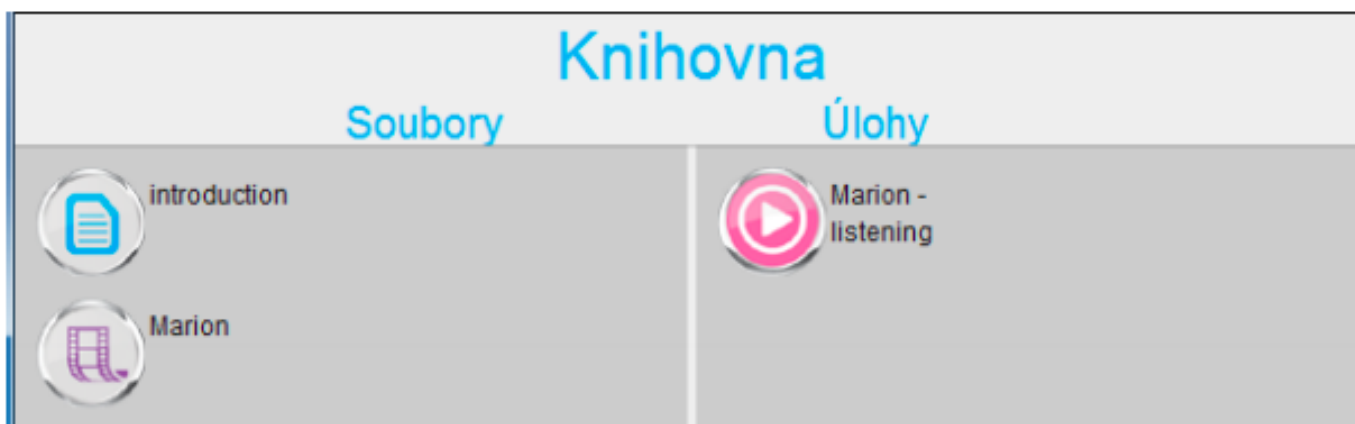 Knihovna
Soubory
Úlohy
introduction
Marion
Marion -
listening